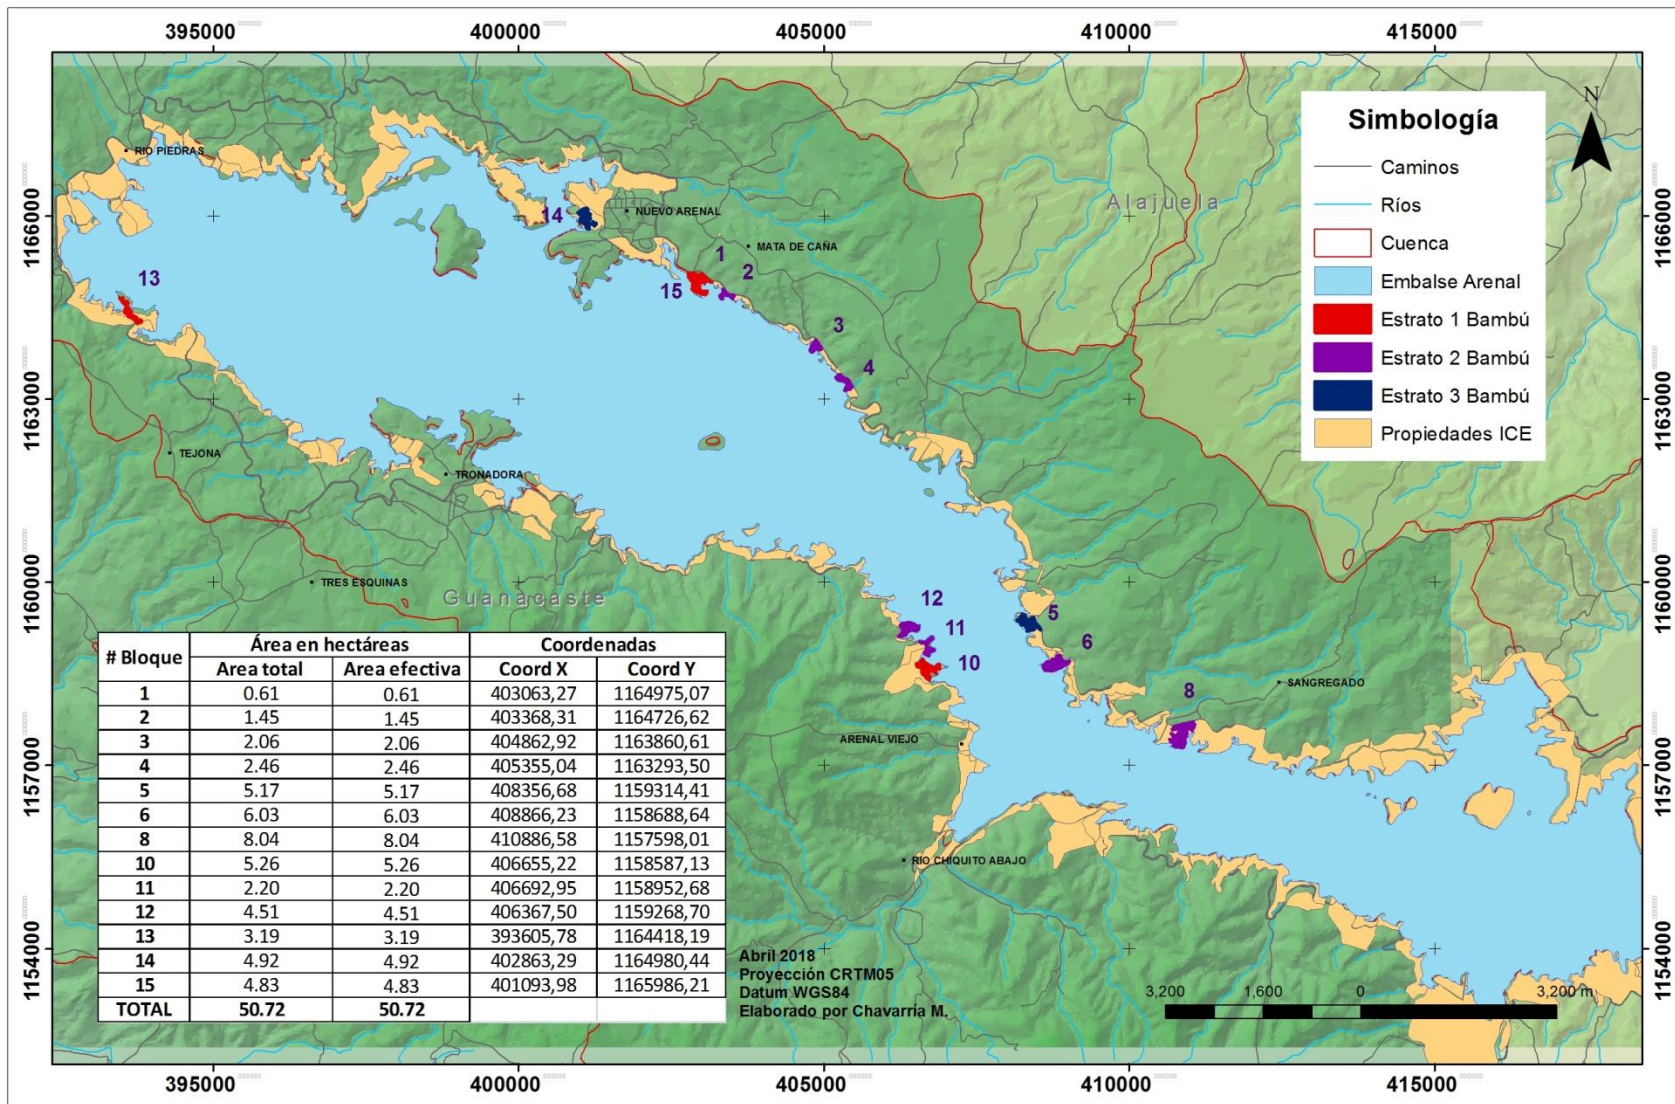 395000 400000 405000 410000 415000
1166000
1163000
1160000
1157000
1154000
1166000
1163000
1160000
1157000
1154000
Simbología
Caminos
Ríos
Cuenca
Embalse Arenal
Estrato 1 Bambú
Estrato 2 Bambú
Estrato 3 Bambú
Propiedades ICE
N
Alajuela
Guanacaste
RIO PIEDRAS
NUEVO ARENAL
MATA DE CAÑA
TEJONA
TRONADORA
TRES ESQUINAS
ARENAL VIEJO
RIO CHIQUITO ABAJO
SANGREGADO
14
1
2
15
13
3
4
12
11
10
5
6
8
# Bloque Área en hectáreas Coordenadas
Area total Area efectiva Coord X Coord Y
1 0.61 0.61 403063,27 1164975,07
2 1.45 1.45 403368,31 1164726,62
3 2.06 2.06 404862,92 1163860,61
4 2.46 2.46 405355,04 1163293,50
5 5.17 5.17 408356,68 1159314,41
6 6.03 6.03 408866,23 1158688,64
8 8.04 8.04 410886,58 1157598,01
10 5.26 5.26 406655,22 1158587,13
11 2.20 2.20 406692,95 1158952,68
12 4.51 4.51 406367,50 1159268,70
13 3.19 3.19 393605,78 1164418,19
14 4.92 4.92 402863,29 1164980,44
15 4.83 4.83 401093,98 1165986,21
TOTAL 50.72 50.72
Abril 2018
Proyección CRTM05
Datum WGS84
Elaborado por Chavarría M.
3,200 1,600 0 3,200 m
395000 400000 405000 410000 415000